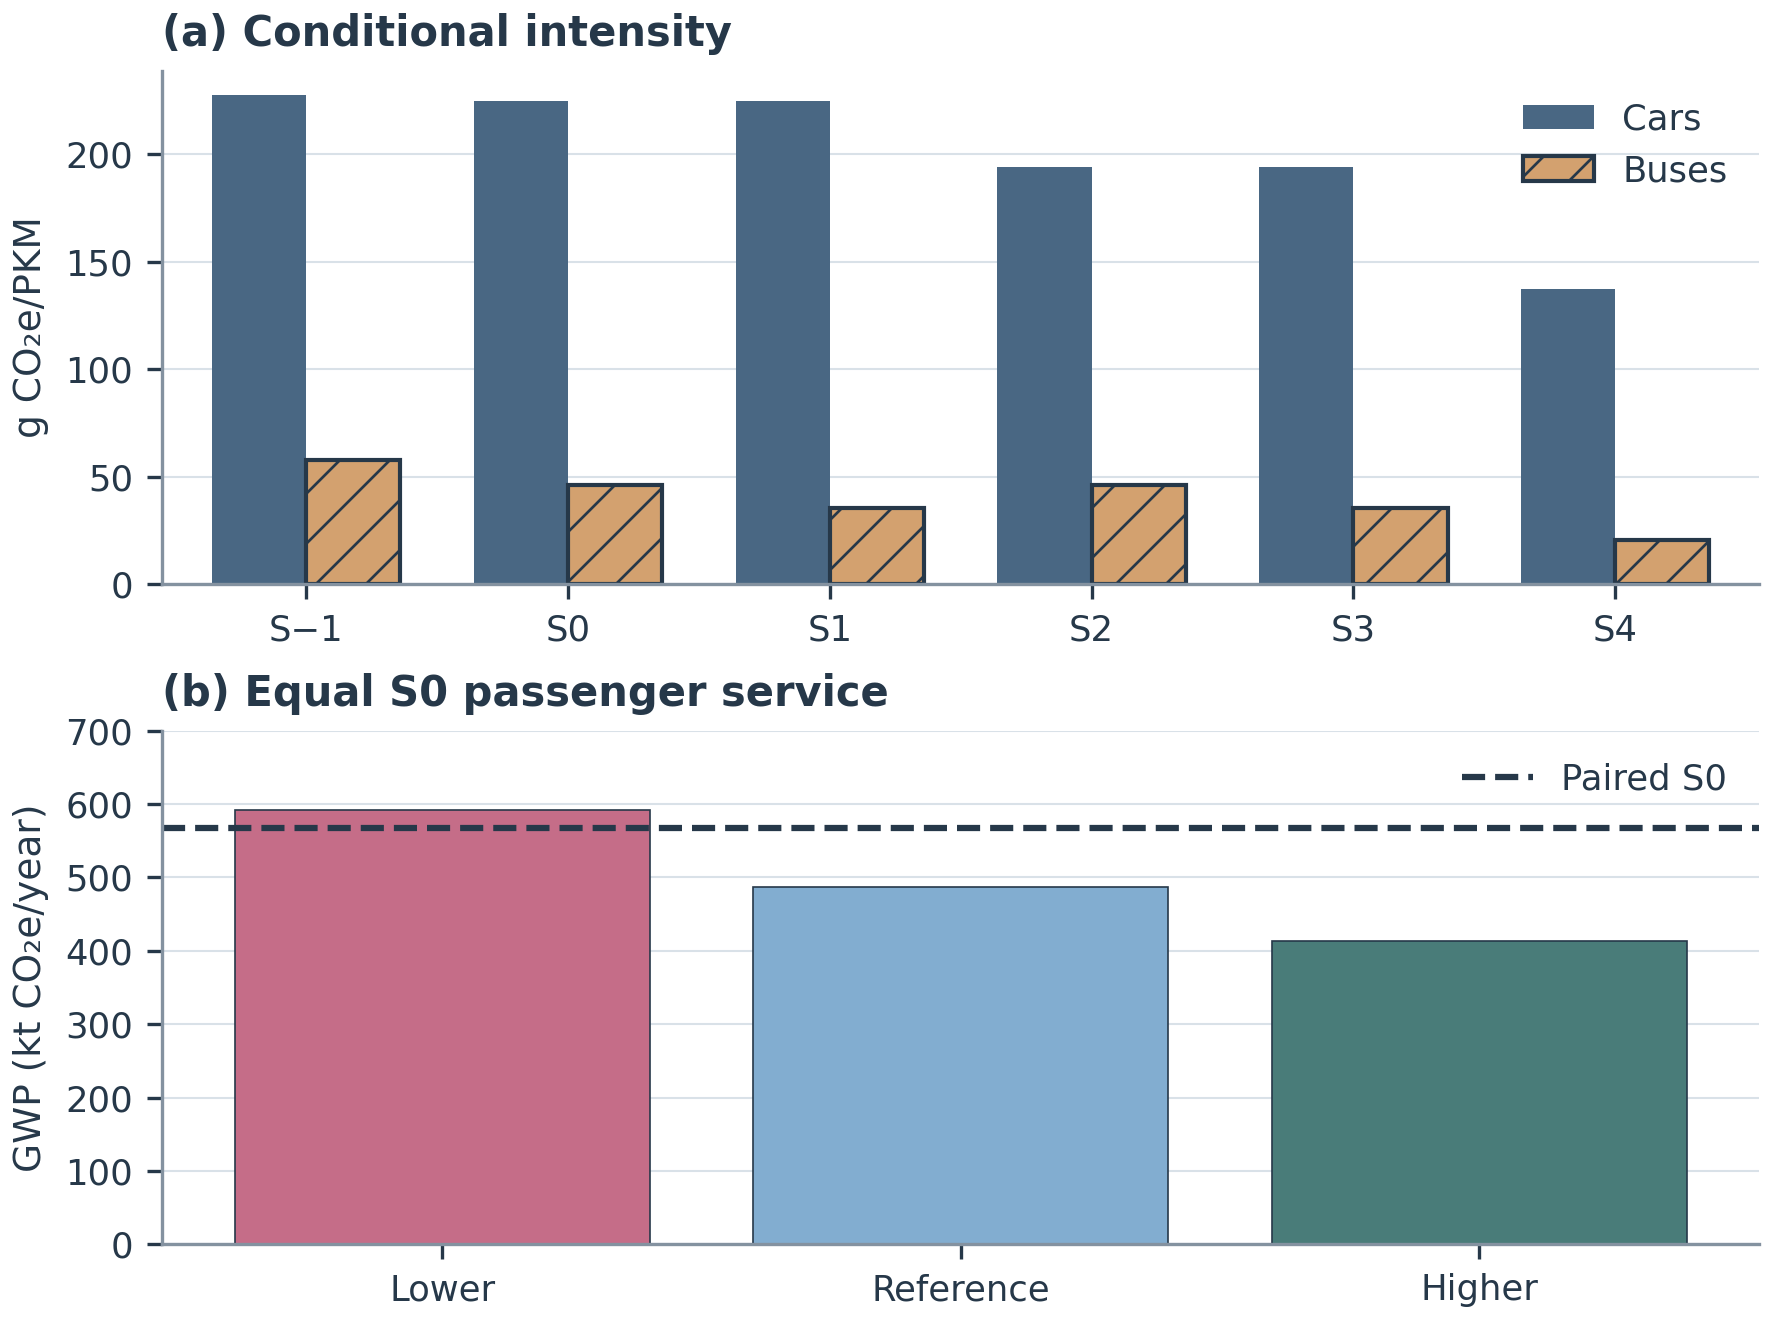 (a) Conditional intensity
g CO₂e/PKM
200
150
100
50
0
Cars
Buses
S−1 S0 S1 S2 S3 S4
(b) Equal S0 passenger service
GWP (kt CO₂e/year)
700
600
500
400
300
200
100
0
Paired S0
Lower Reference Higher